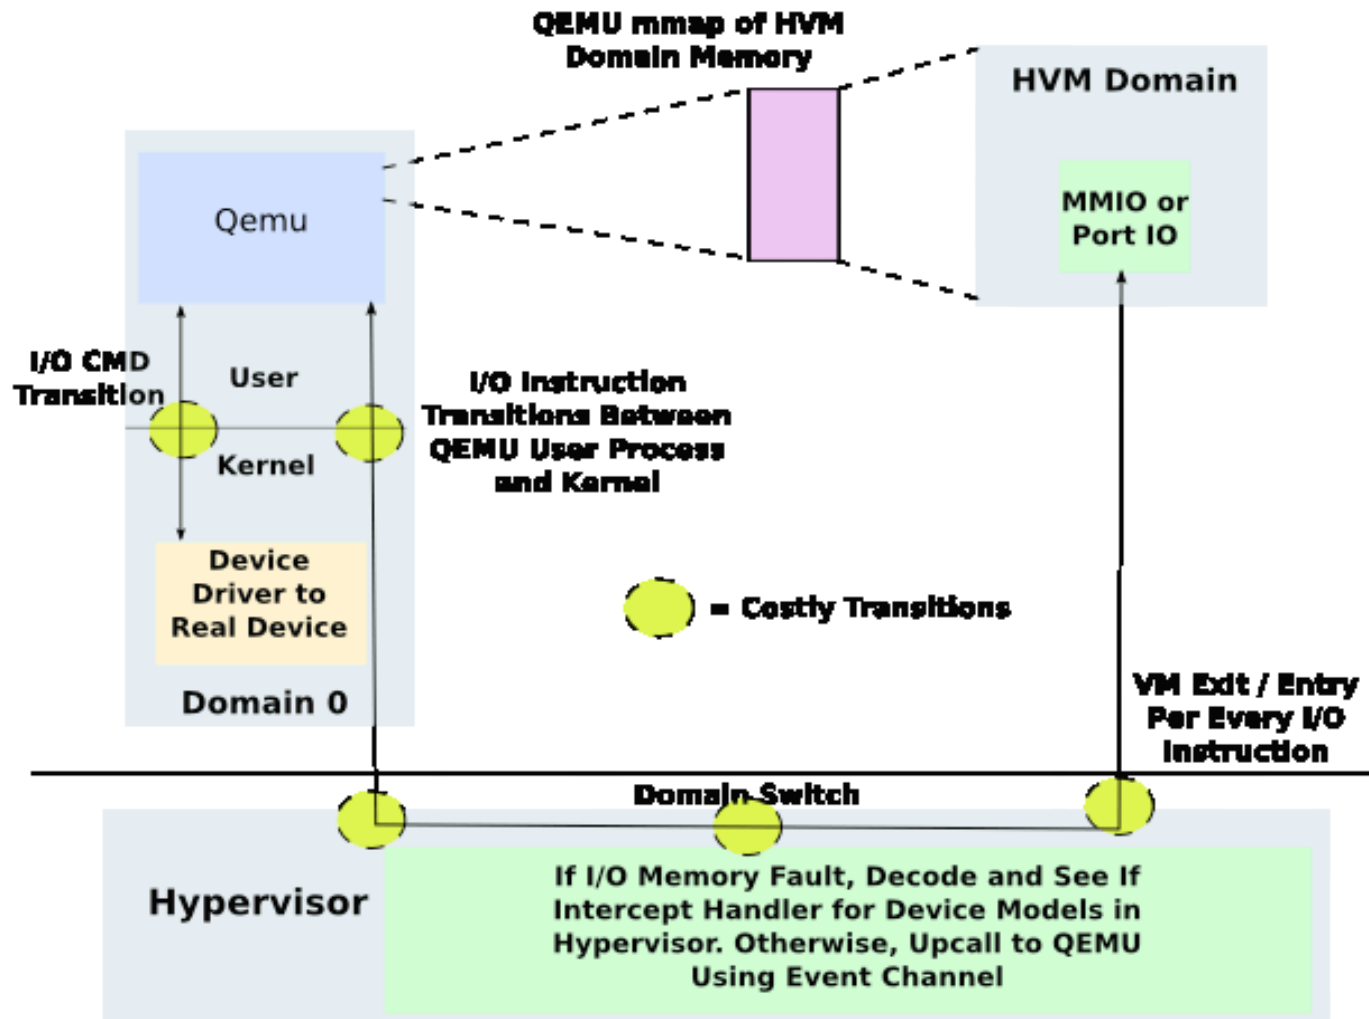 QEMU mmap of HVM
Domain Memory
HVM Domain
MMIO or
Port IO
Qemu
I/O CMD
Transition
User
Kernel
I/O Instruction
Transitions Between
QEMU User Process
and Kernel
Device
Driver to
Real Device
Domain 0
= Costly Transitions
VM Exit / Entry
Per Every I/O
Instruction
Domain Switch
Hypervisor
If I/O Memory Fault, Decode and See If
Intercept Handler for Device Models in
Hypervisor. Otherwise, Upcall to QEMU
Using Event Channel